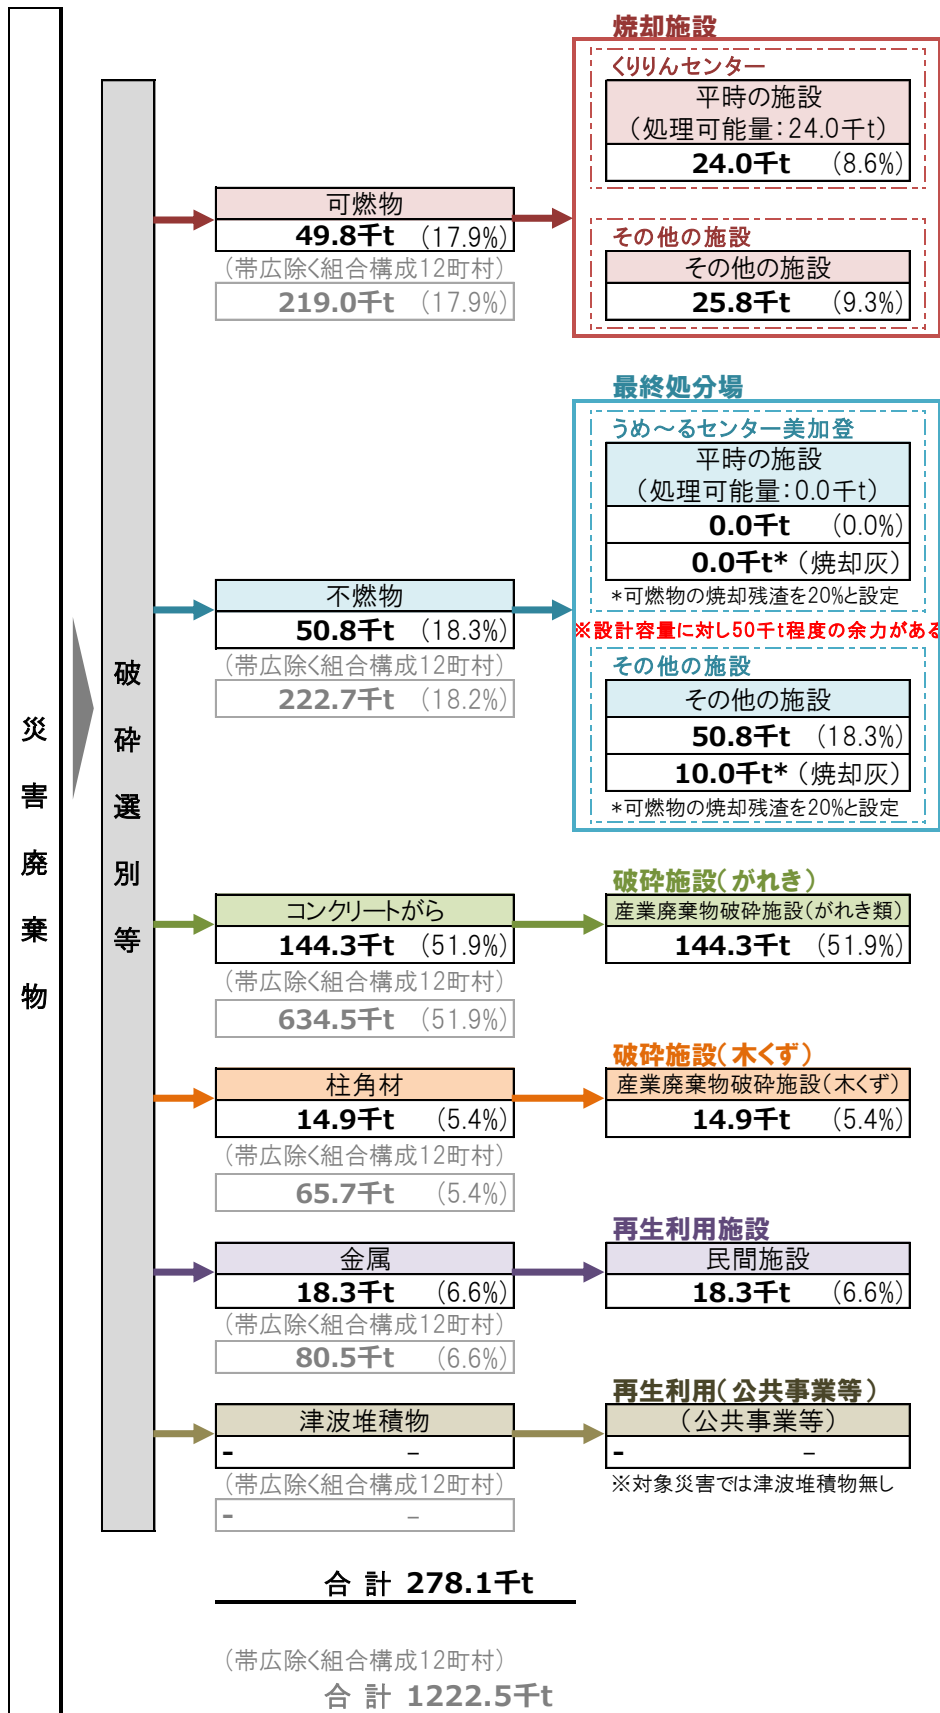 災害廃棄物
破砕選別等
焼却施設
くりりんセンター
平時の施設
（処理可能量：24.0千t）
24.0千t （8.6%）
可燃物
49.8千t （17.9%）
（帯広除く組合構成12町村）
219.0千t （17.9%）
その他の施設
その他の施設
25.8千t （9.3%）
最終処分場
うめ～るセンター美加登
平時の施設
（処理可能量：0.0千t）
0.0千t （0.0%）
0.0千t* （焼却灰）
*可燃物の焼却残渣を20%と設定
※設計容量に対し50千t程度の余力がある
不燃物
50.8千t （18.3%）
（帯広除く組合構成12町村）
222.7千t （18.2%）
その他の施設
その他の施設
50.8千t （18.3%）
10.0千t* （焼却灰）
*可燃物の焼却残渣を20%と設定
コンクリートがら
144.3千t （51.9%）
（帯広除く組合構成12町村）
634.5千t （51.9%）
破砕施設（がれき）
産業廃棄物破砕施設（がれき類）
144.3千t （51.9%）
柱角材
14.9千t （5.4%）
（帯広除く組合構成12町村）
65.7千t （5.4%）
破砕施設（木くず）
産業廃棄物破砕施設（木くず）
14.9千t （5.4%）
金属
18.3千t （6.6%）
（帯広除く組合構成12町村）
80.5千t （6.6%）
再生利用施設
民間施設
18.3千t （6.6%）
津波堆積物
- －
（帯広除く組合構成12町村）
- －
再生利用（公共事業等）
（公共事業等）
- －
※対象災害では津波堆積物無し
合 計 278.1千t
（帯広除く組合構成12町村）
合 計 1222.5千t